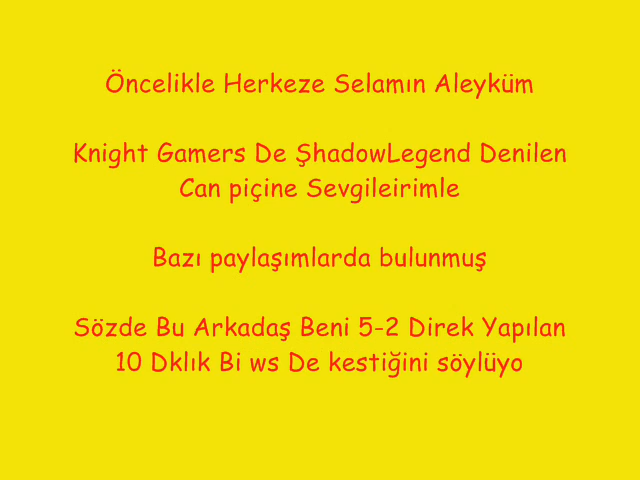 Öncelikle Herkeze Selamın Aleyküm
Knight Gamers De ŞhadowLegend Denilen
Can piçine Sevgileirimle
Bazı paylaşımlarda bulunmuş
Sözde Bu Arkadaş Beni 5-2 Direk Yapılan
10 Dklık Bi ws De kestiğini söylüyo